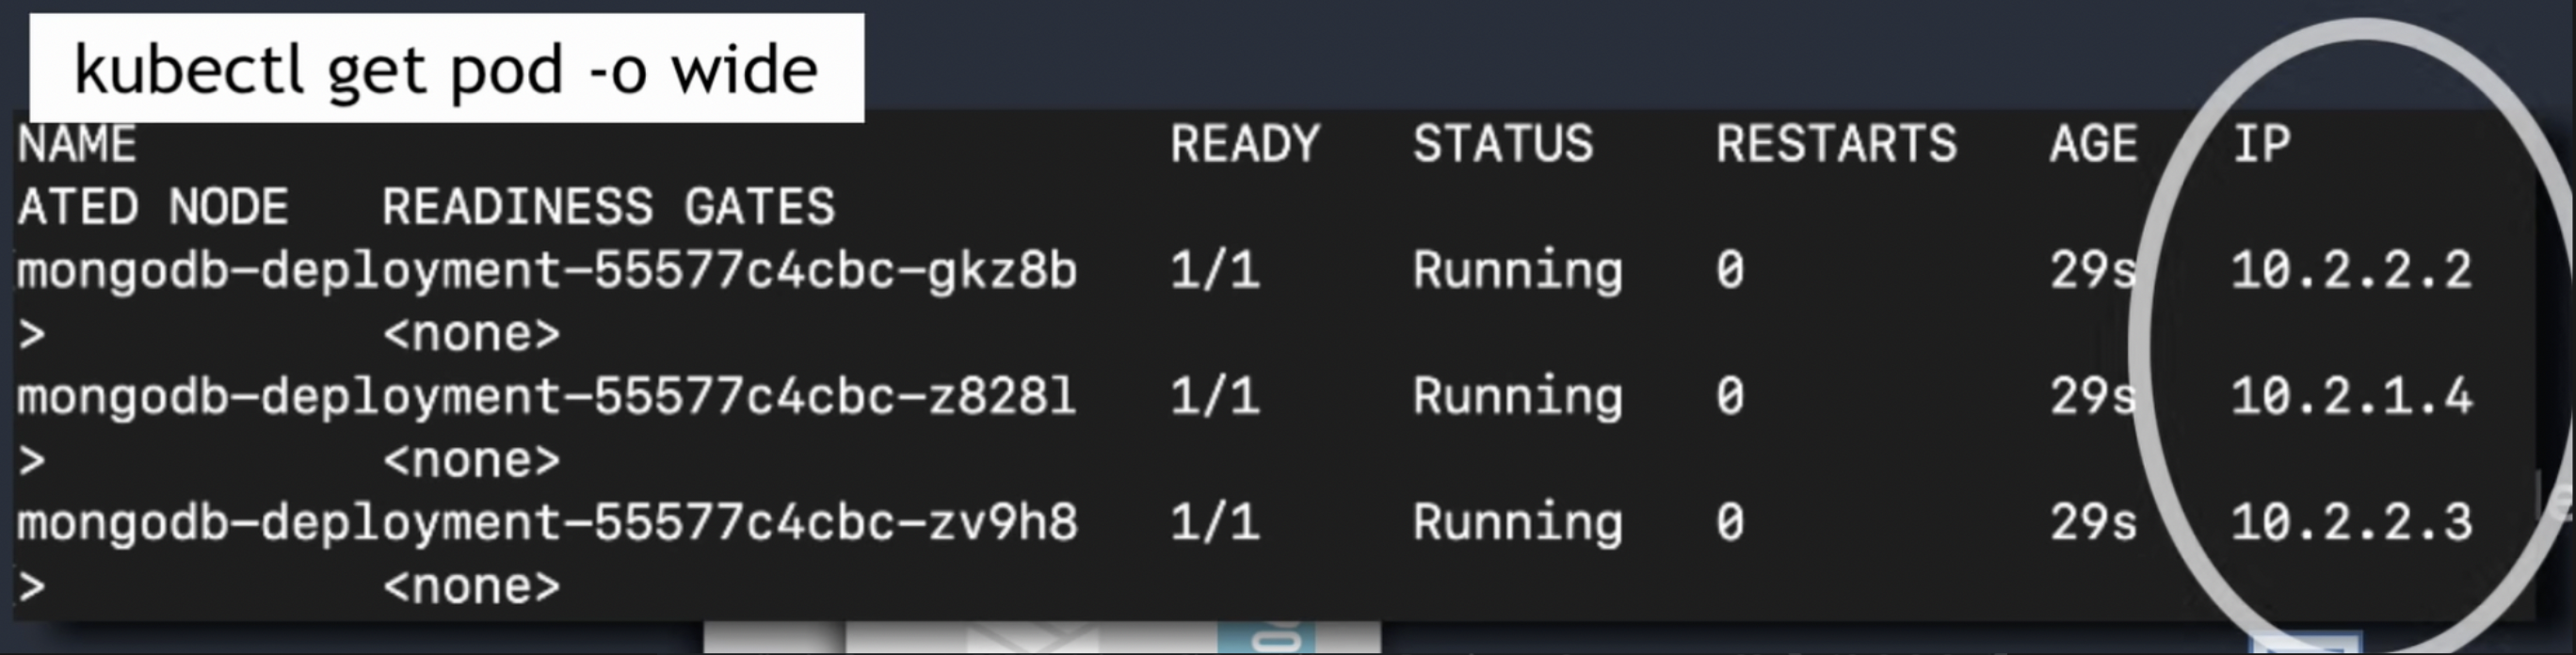 kubectl get pod -o wide
NAME READY STATUS RESTARTS AGE IP
ATED NODE READINESS GATES
mongodb-deployment-55577c4cbc-gkz8b 1/1 Running 0 29s 10.2.2.2
> <none>
mongodb-deployment-55577c4cbc-z828l 1/1 Running 0 29s 10.2.1.4
> <none>
mongodb-deployment-55577c4cbc-zv9h8 1/1 Running 0 29s 10.2.2.3
> <none>